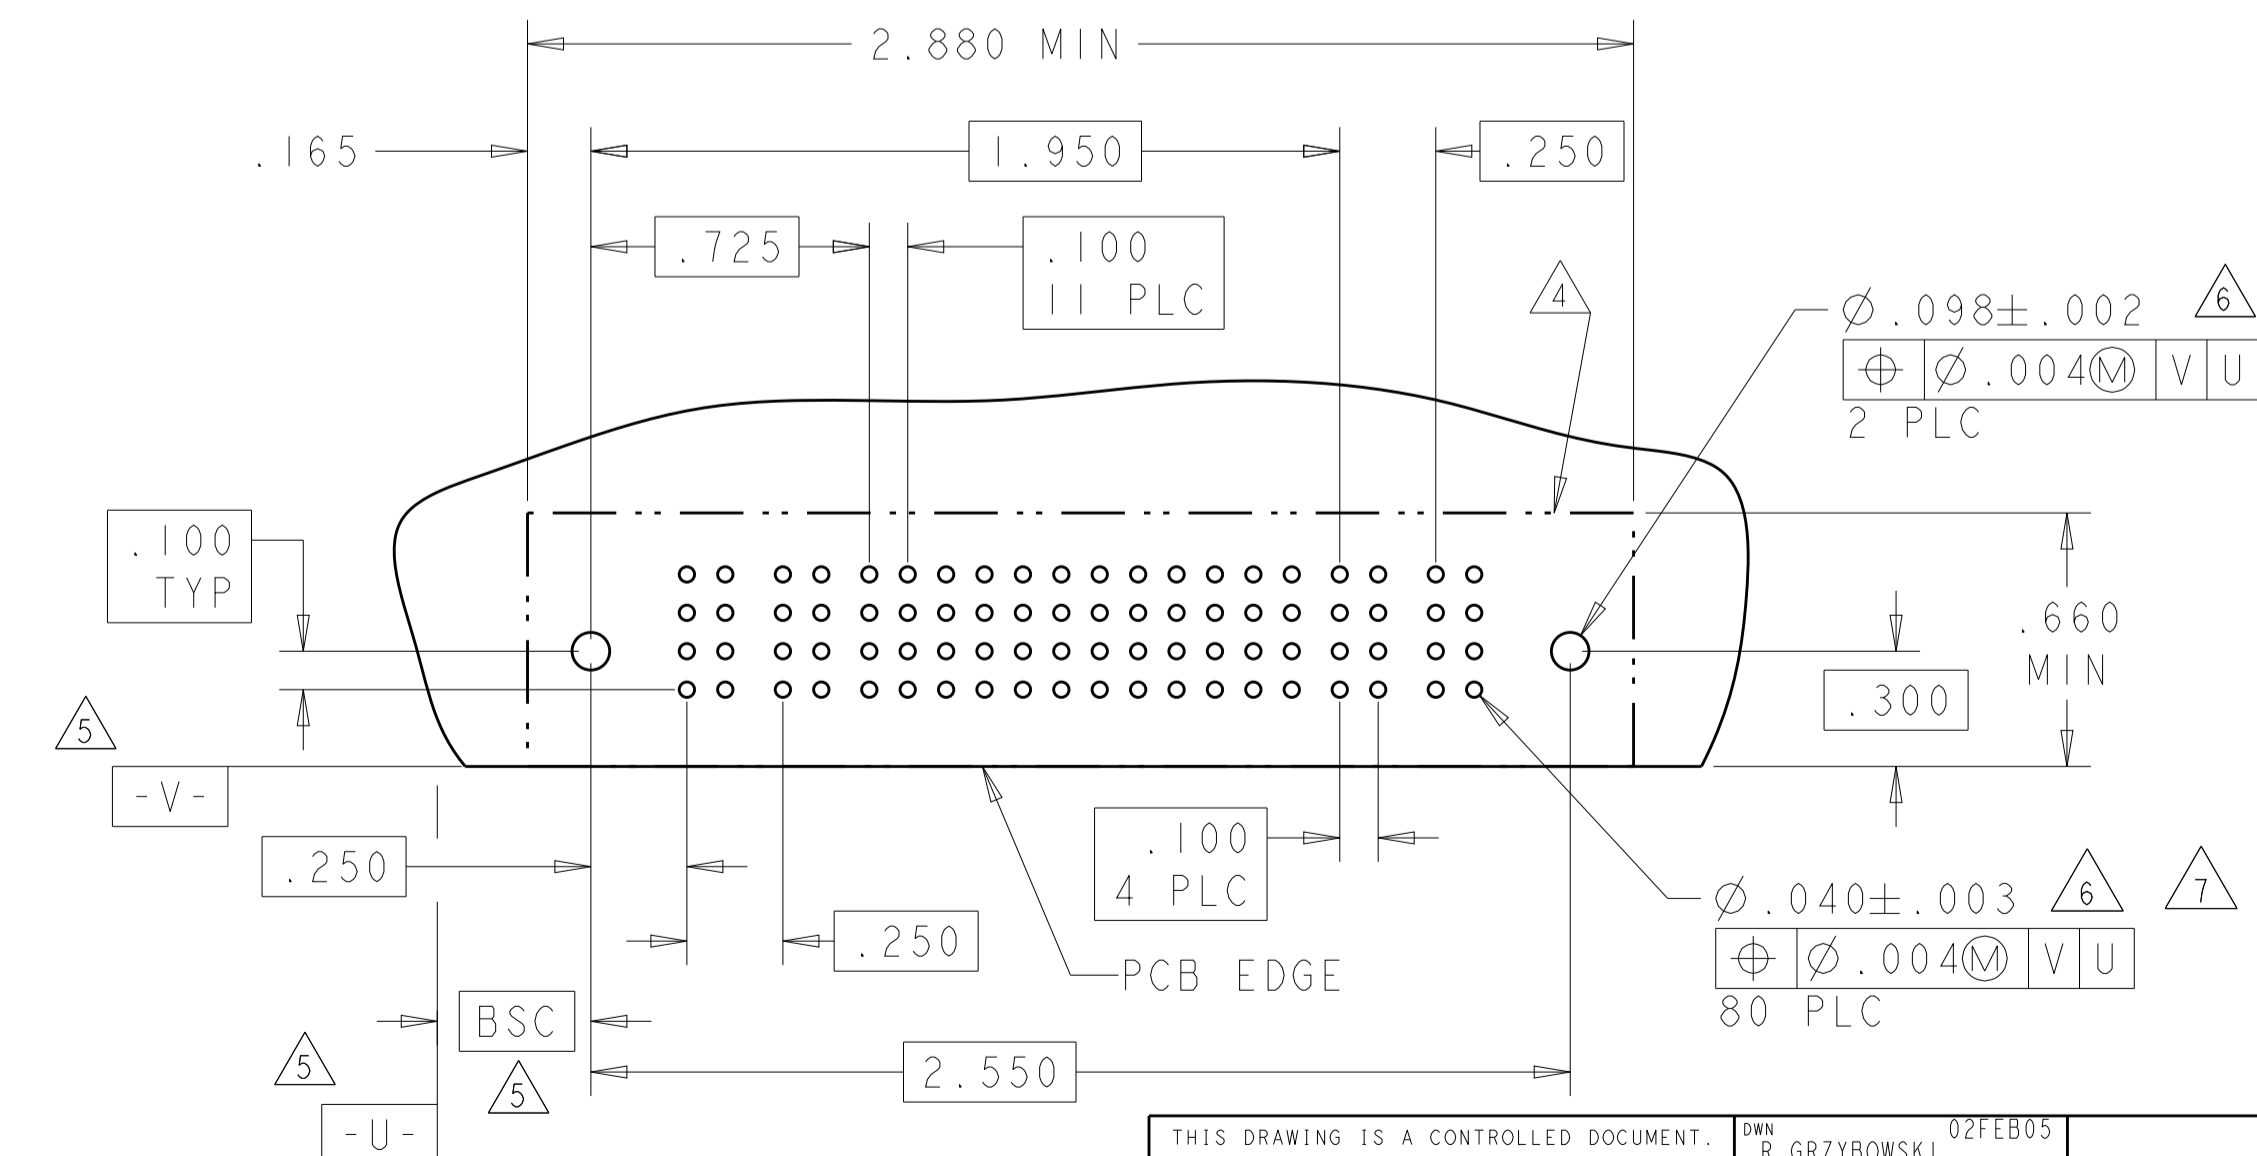 2.880 MIN
.165
1.950
.250
.725
.100
11 PLC
4
Ø.098±.002
6
⌖ Ø.004Ⓜ V U
2 PLC
.100
TYP
.660
MIN
.300
5
-V-
.250
.100
4 PLC
Ø.040±.003
6
7
⌖ Ø.004Ⓜ V U
80 PLC
.250
PCB EDGE
BSC
5
5
2.550
-U-
THIS DRAWING IS A CONTROLLED DOCUMENT.
DWN
02FEB05
R GRZYBOWSKI